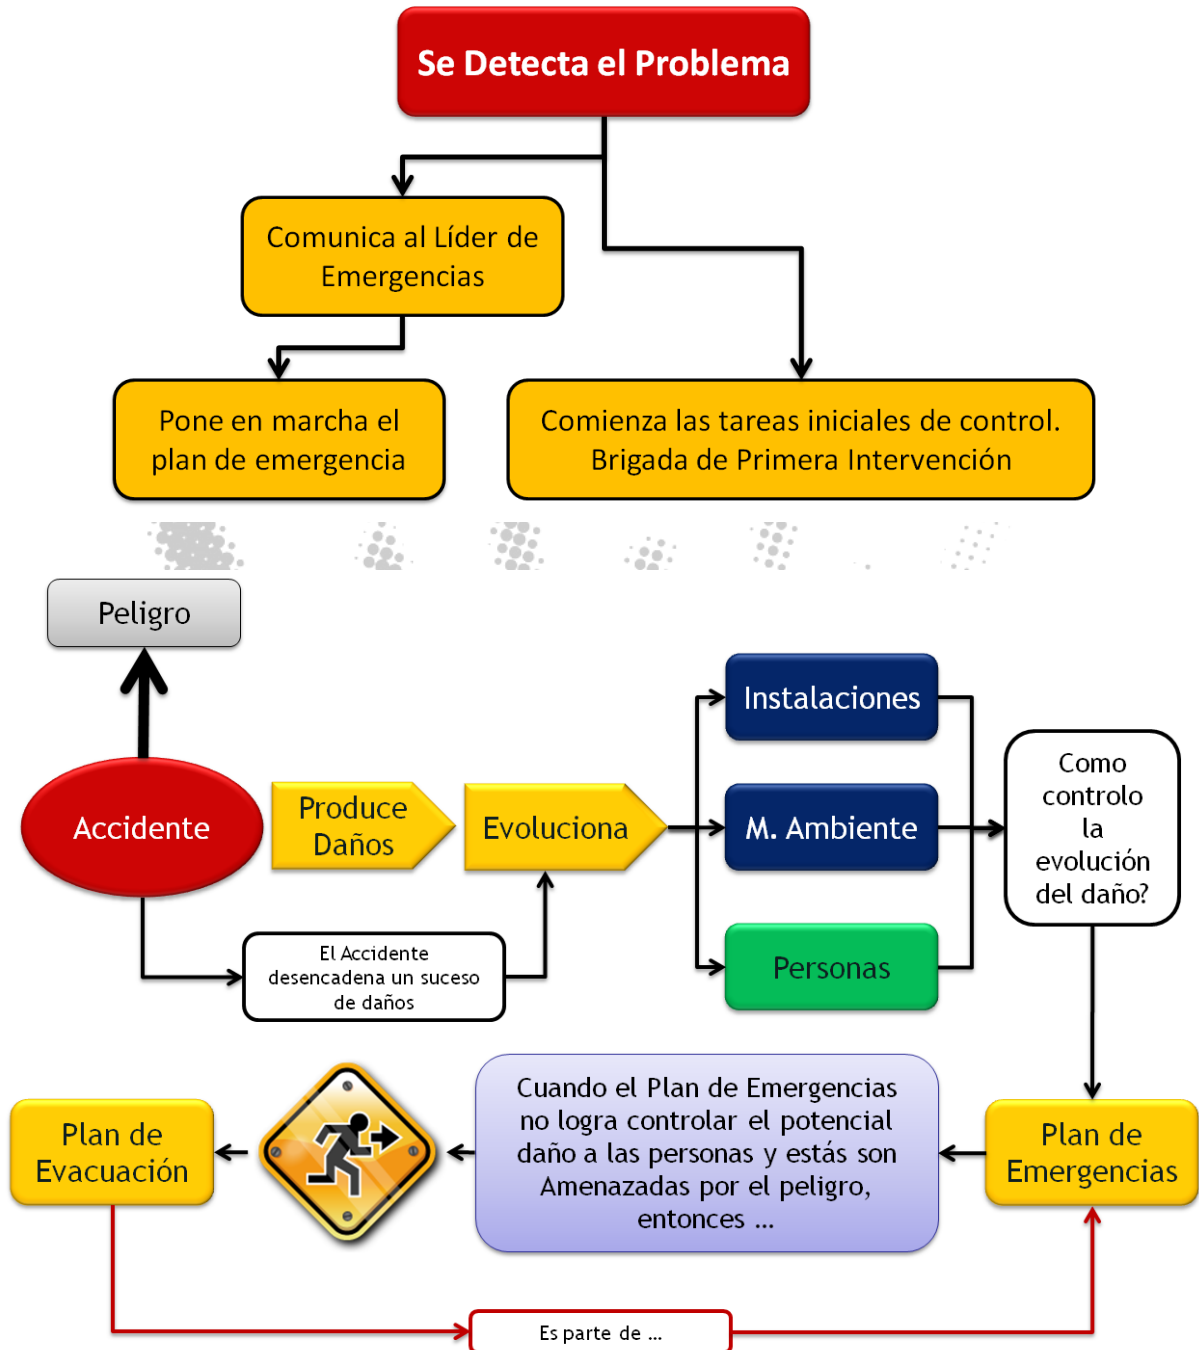 Se Detecta el Problema
Comunica al Líder de
Emergencias
Pone en marcha el
plan de emergencia
Comienza las tareas iniciales de control.
Brigada de Primera Intervención
Peligro
Accidente
Produce
Daños
Evoluciona
El Accidente
desencadena un suceso
de daños
Instalaciones
M. Ambiente
Personas
Como
controlo
la
evolución
del daño?
Plan de
Emergencias
Cuando el Plan de Emergencias
no logra controlar el potencial
daño a las personas y estás son
Amenazadas por el peligro,
entonces ...
Plan de
Evacuación
Es parte de ...